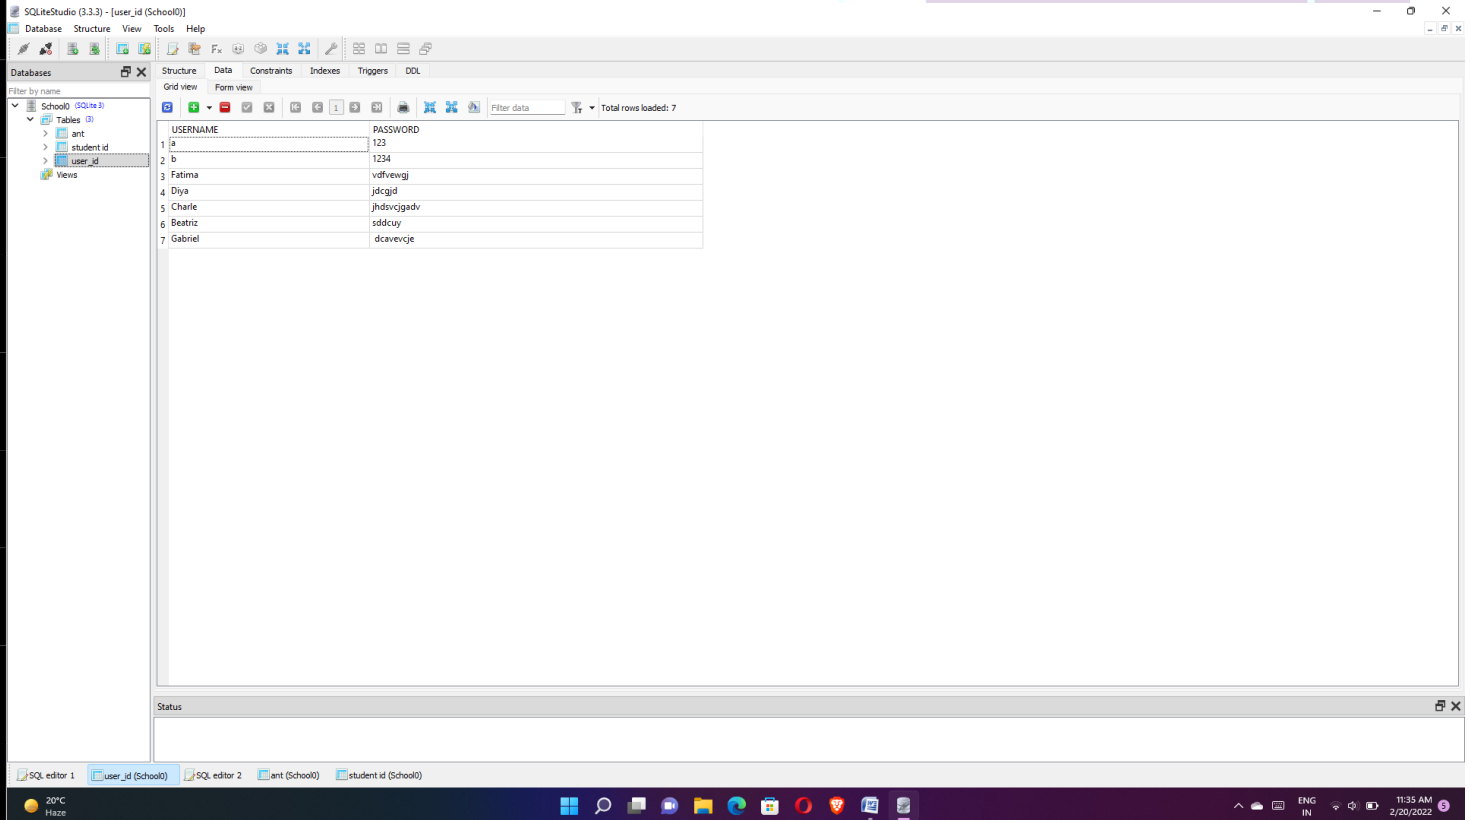 SQLiteStudio (3.3.3) - [user_id (School0)]
Database Structure View Tools Help
Databases
Structure Data Constraints Indexes Triggers DDL
Filter by name
Grid view Form view
School0 (SQLite 3)
Tables (3)
ant
student id
user_id
Views
1 Filter data Total rows loaded: 7
USERNAME PASSWORD
1 a 123
2 b 1234
3 Fatima vdfvewgj
4 Diya jdcgjd
5 Charle jhdsvcjgadv
6 Beatriz sddcuy
7 Gabriel dcavevcje
Status
SQL editor 1 user_id (School0) SQL editor 2 ant (School0) student id (School0)
20°C
Haze
ENG
IN
11:35 AM
2/20/2022
5